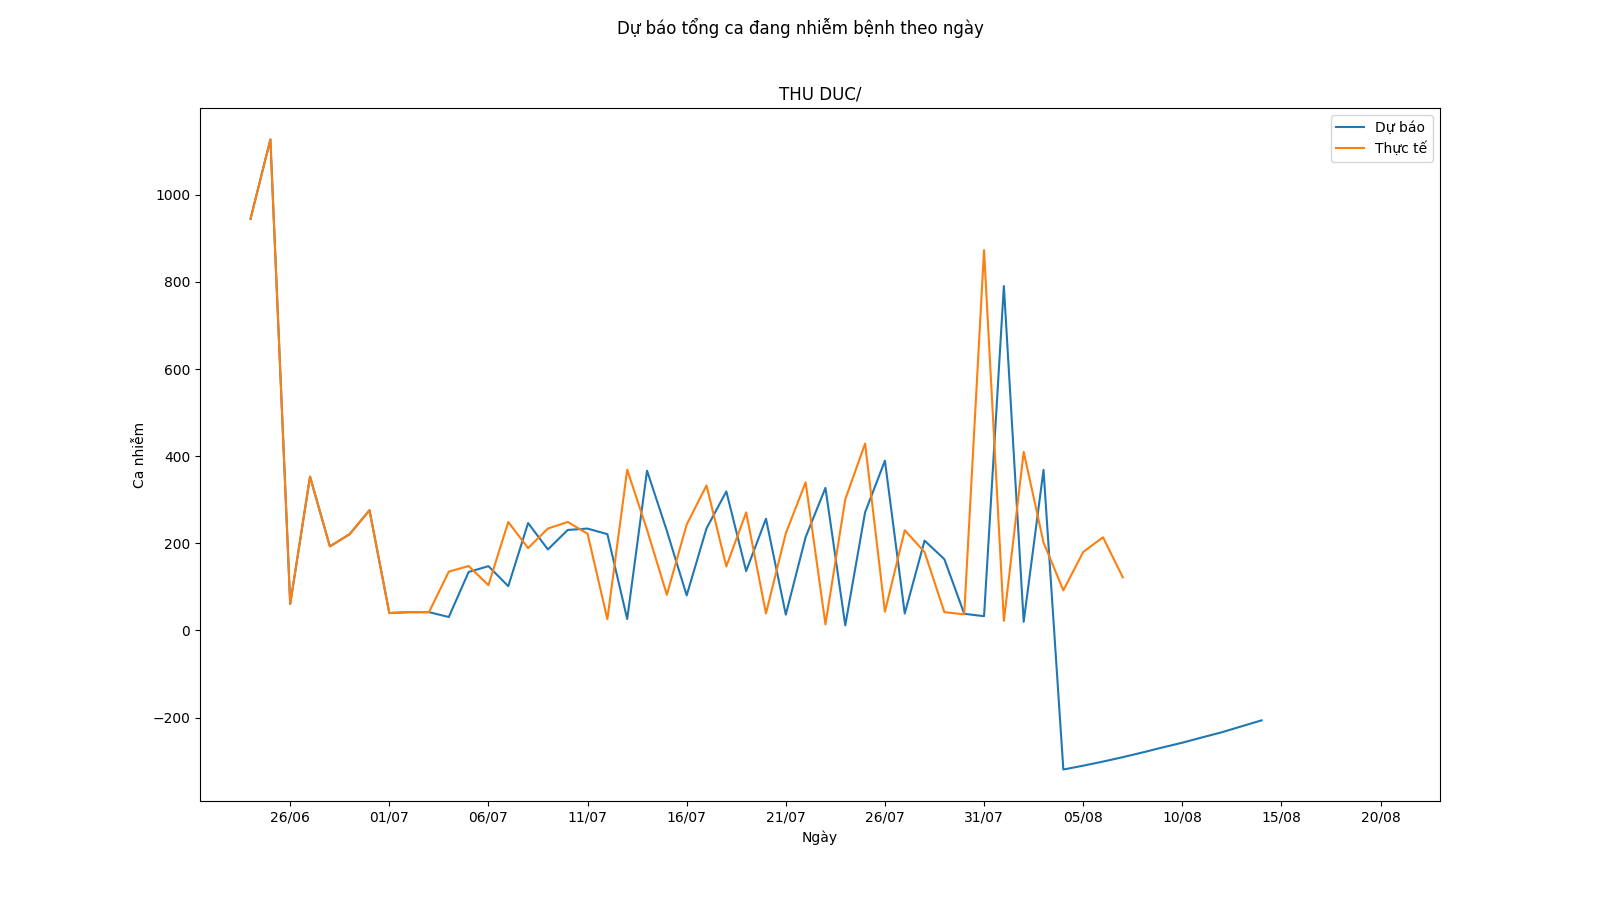 Dự báo tổng ca đang nhiễm bệnh theo ngày
THU DUC/
Dự báo
Thực tế
1000
800
600
400
200
0
−200
Ca nhiễm
26/06 01/07 06/07 11/07 16/07 21/07 26/07 31/07 05/08 10/08 15/08 20/08
Ngày